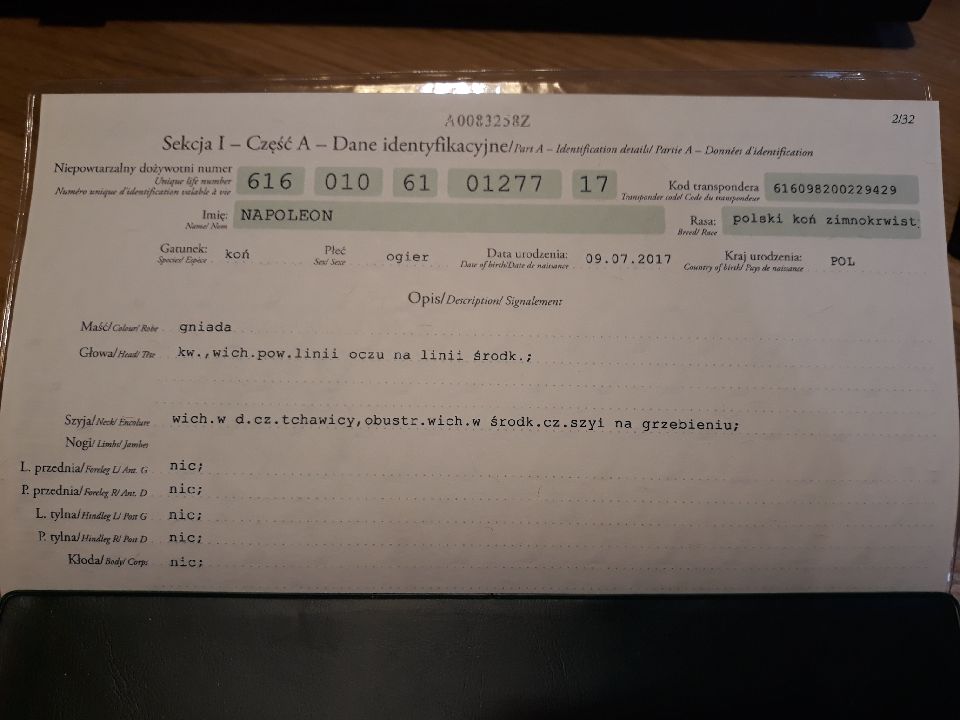 A0083258Z
2/32
Sekcja I – Część A – Dane identyfikacyjne/Part A – Identification details/ Partie A – Données d'identification
Niepowtarzalny dożywotni numer
Unique life number
Numéro unique d'identification valable à vie
616 010 61 01277 17
Kod transpondera
Transponder code/ Code du transpondeur
616098200229429
Imię:
Name/ Nom
NAPOLEON
Rasa:
Breed/ Race
polski koń zimnokrwist
Gatunek:
Species/ Espèce
koń
Płeć
Sex/ Sexe
ogier
Data urodzenia:
Date of birth/Date de naissance
09.07.2017
Kraj urodzenia:
Country of birth/ Pays de naissance
POL
Opis/Description/ Signalement
Maść/Colour/ Robe gniada
Głowa/Head/ Tête kw.,wich.pow.linii oczu na linii środk.;
Szyja/Neck/ Encolure wich.w d.cz.tchawicy,obustr.wich.w środk.cz.szyi na grzebieniu;
Nogi/Limbs/ Jambes
L. przednia/Foreleg L/ Ant. G nic;
P. przednia/Foreleg R/ Ant. D nic;
L. tylna/Hindleg L/ Post G nic;
P. tylna/Hindleg R/ Post D nic;
Kłoda/Body/ Corps nic;